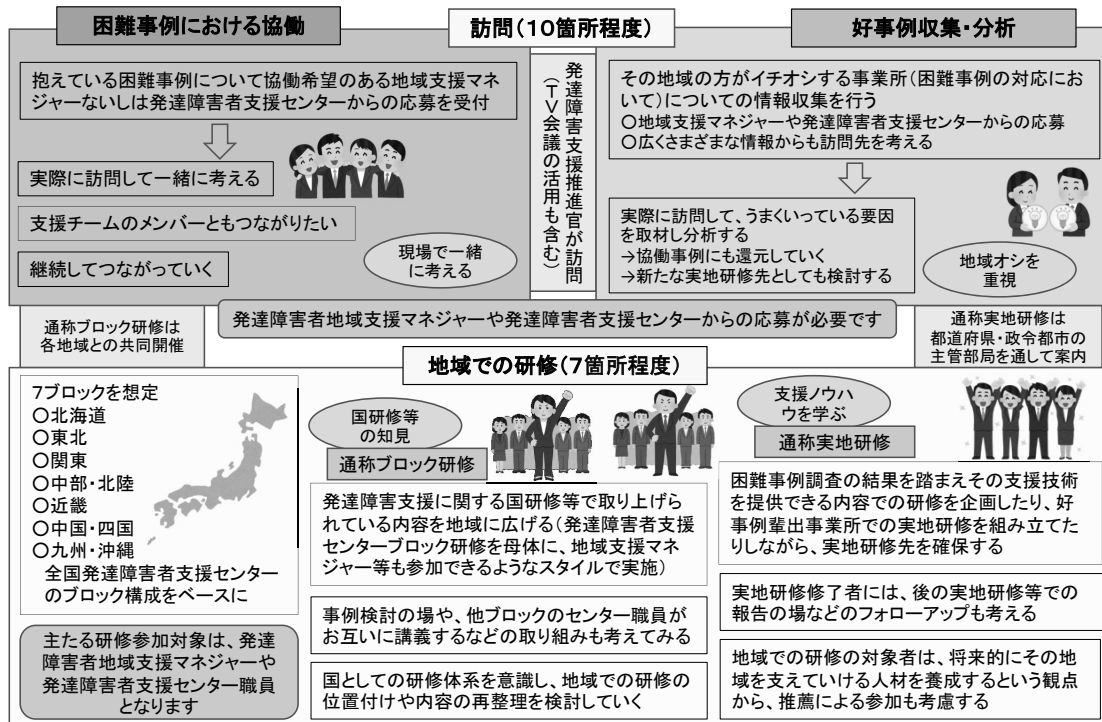 困難事例における協働
抱えている困難事例について協働希望のある地域支援マネ
ジャーないしは発達障害者支援センターからの応募を受付
実際に訪問して一緒に考える
支援チームのメンバーともつながりたい
継続してつながっていく
現場で一緒
に考える
訪問(10箇所程度)
発達障害支援推進官が訪問
(TV会議の活用も含む)
好事例収集・分析
その地域の方がイチオシする事業所(困難事例の対応にお
いて)についての情報収集を行う
○地域支援マネジャーや発達障害者支援センターからの応募
○広くさまざまな情報からも訪問先を考える
実際に訪問して、うまくいっている要因
を取材し分析する
→協働事例にも還元していく
→新たな実地研修先としても検討する
地域オシを
重視
発達障害者地域支援マネジャーや発達障害者支援センターからの応募が必要です
通称ブロック研修は
各地域との共同開催
通称実地研修は
都道府県・政令都市の
主管部局を通して案内
地域での研修(7箇所程度)
7ブロックを想定
○北海道
○東北
○関東
○中部・北陸
○近畿
○中国・四国
○九州・沖縄
全国発達障害者支援センター
のブロック構成をベースに
主たる研修参加対象は、発達
障害者地域支援マネジャーや
発達障害者支援センター職員
となります
国研修等
の知見
通称ブロック研修
発達障害支援に関する国研修等で取り上げら
れている内容を地域に広げる(発達障害者支援
センターブロック研修を母体に、地域支援マネ
ジャー等も参加できるようなスタイルで実施)
事例検討の場や、他ブロックのセンター職員が
お互いに講義するなどの取り組みも考えてみる
国としての研修体系を意識し、地域での研修の
位置付けや内容の再整理を検討していく
支援ノウハ
ウを学ぶ
通称実地研修
困難事例調査の結果を踏まえその支援技術
を提供できる内容での研修を企画したり、好
事例輩出事業所での実地研修を組み立てた
りしながら、実地研修先を確保する
実地研修修了者には、後の実地研修等での
報告の場などのフォローアップも考える
地域での研修の対象者は、将来的にその地
域を支えていける人材を養成するという観点
から、推薦による参加も考慮する